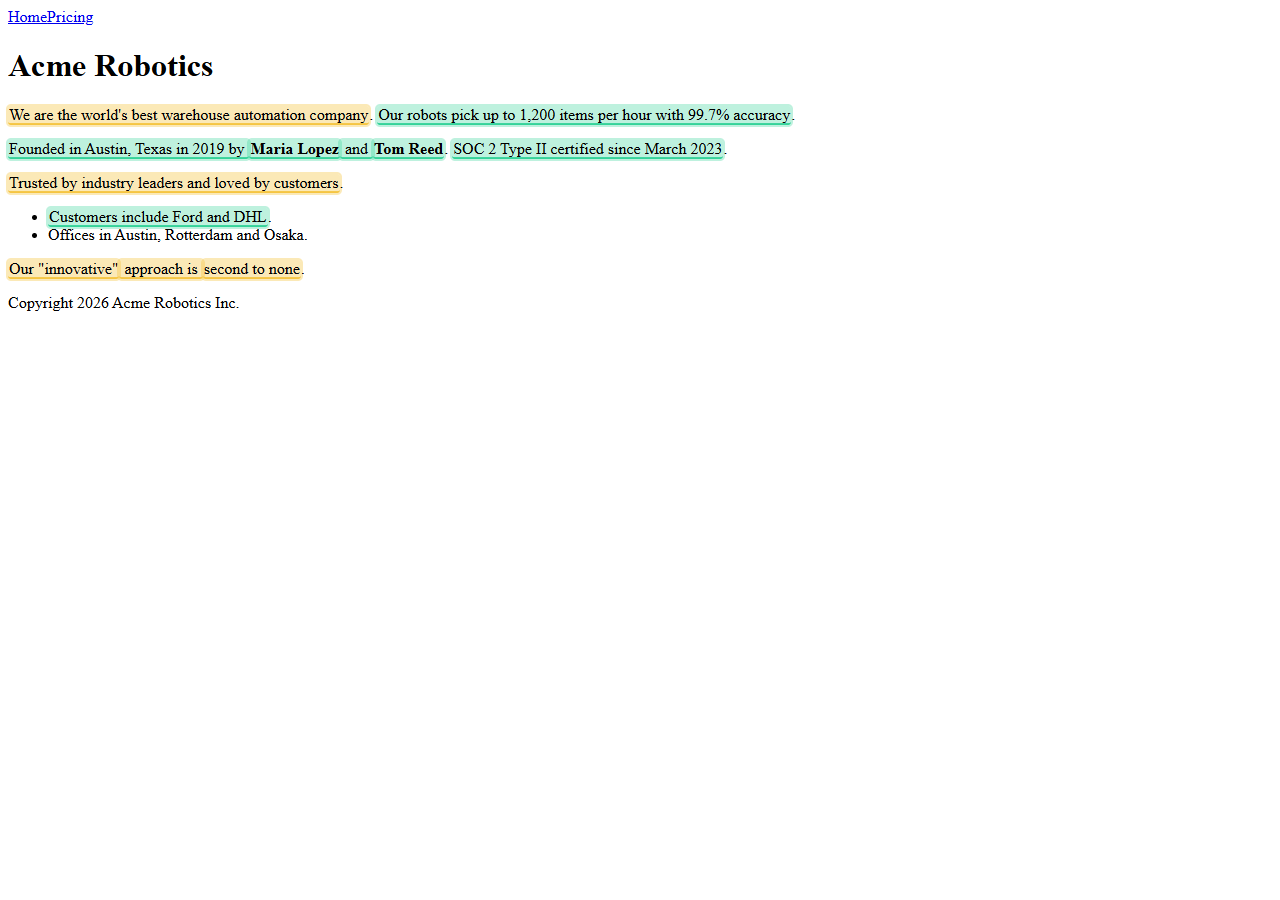 HomePricing
Acme Robotics
We are the world's best warehouse automation company. Our robots pick up to 1,200 items per hour with 99.7% accuracy.
Founded in Austin, Texas in 2019 by Maria Lopez and Tom Reed. SOC 2 Type II certified since March 2023.
Trusted by industry leaders and loved by customers.
• Customers include Ford and DHL.
• Offices in Austin, Rotterdam and Osaka.
Our "innovative" approach is second to none.
Copyright 2026 Acme Robotics Inc.